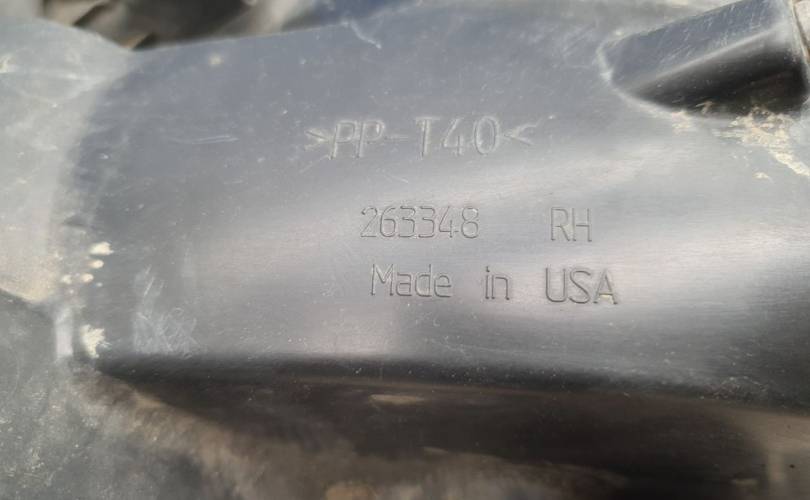 >PP-T40<
263348 RH
Made in USA